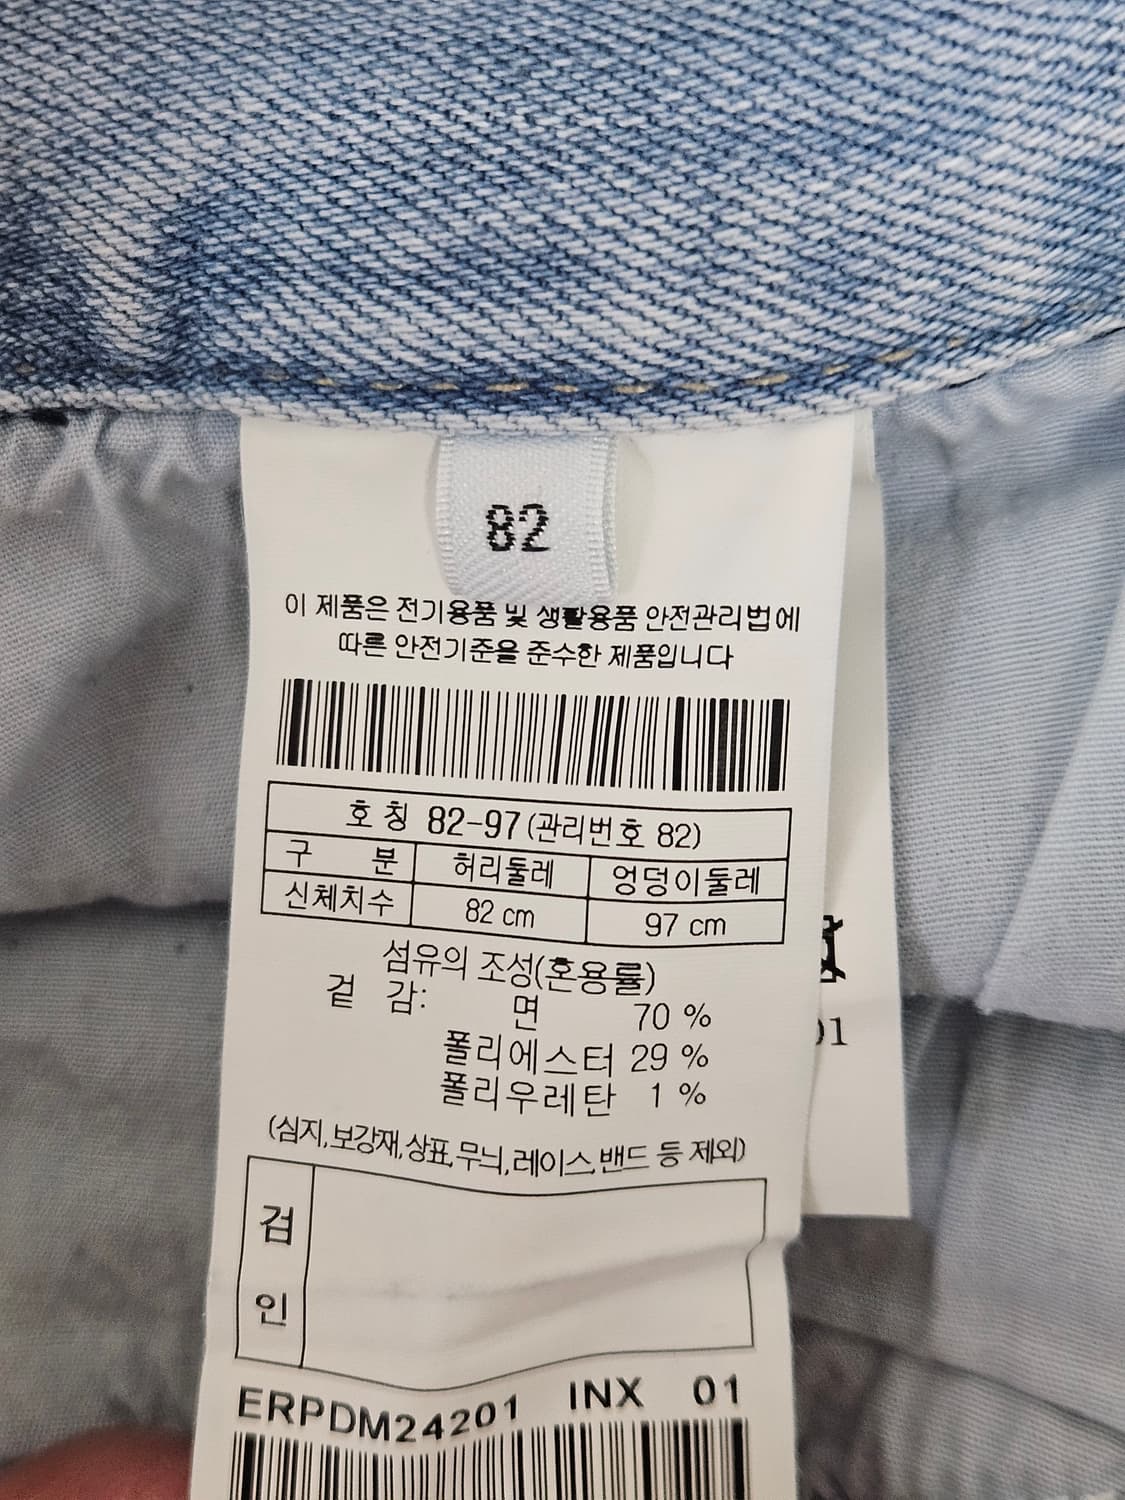 82
이 제품은 전기용품 및 생활용품 안전관리법에
따른 안전기준을 준수한 제품입니다
호 칭 82-97 (관리번호 82)
구 분 허리둘레 엉덩이둘레
신체치수 82 cm 97 cm
섬유의 조성(혼용률)
겉 감: 면 70 %
폴리에스터 29 %
폴리우레탄 1 %
(심지,보강재,상표,무늬,레이스,밴드 등 제외)
검
인
ERPDM24201 INX 01